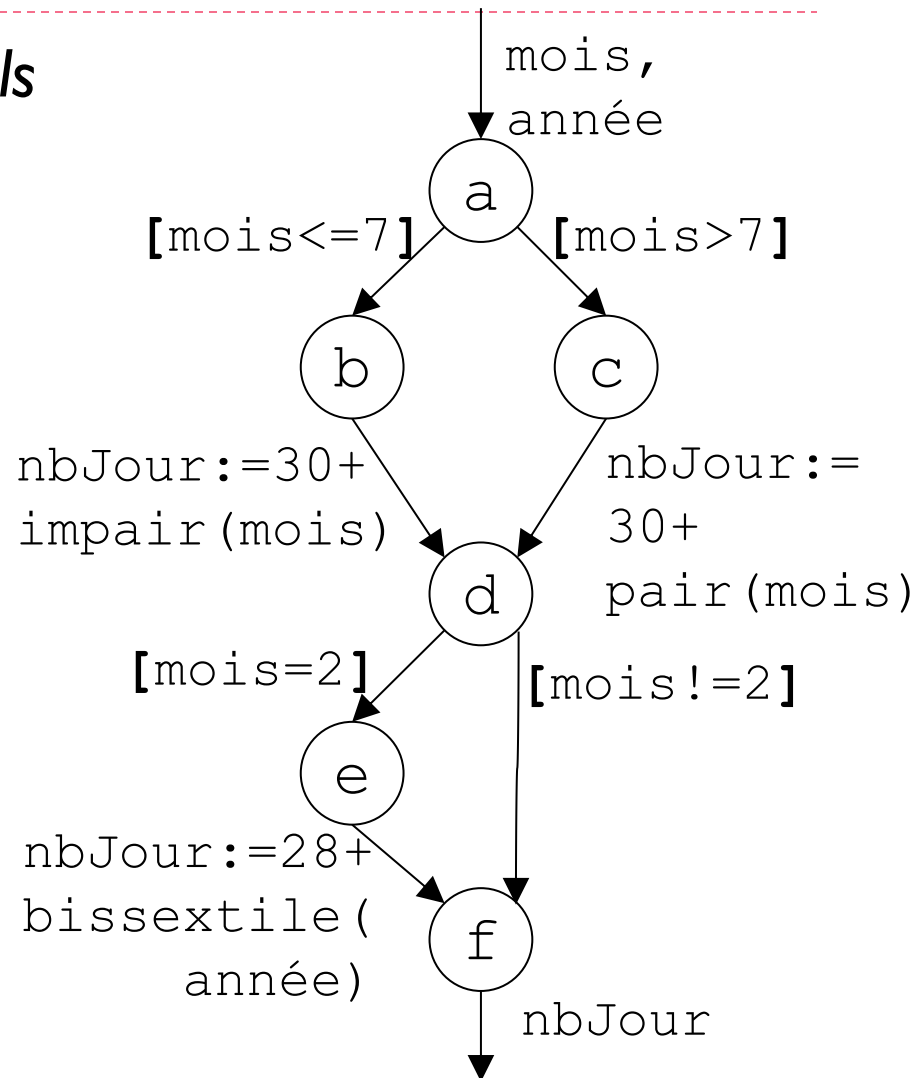 ls
mois,
année
a
[mois<=7]
[mois>7]
b
c
nbJour:=30+
impair(mois)
nbJour:=
30+
pair(mois)
d
[mois=2]
[mois!=2]
e
nbJour:=28+
bissextile(
année)
f
nbJour